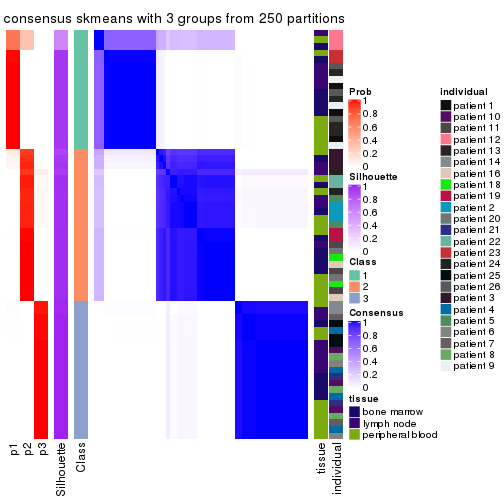 consensus skmeans with 3 groups from 250 partitions
Prob
1
0.8
0.6
0.4
0.2
0
Silhouette
1
0.8
0.6
0.4
0.2
0
Class
1
2
3
Consensus
1
0.8
0.6
0.4
0.2
0
tissue
bone marrow
lymph node
peripheral blood
individual
patient 1
patient 10
patient 11
patient 12
patient 13
patient 14
patient 16
patient 18
patient 19
patient 2
patient 20
patient 21
patient 22
patient 23
patient 24
patient 25
patient 26
patient 3
patient 4
patient 5
patient 6
patient 7
patient 8
patient 9
p1
p2
p3
Silhouette
Class
tissue
individual